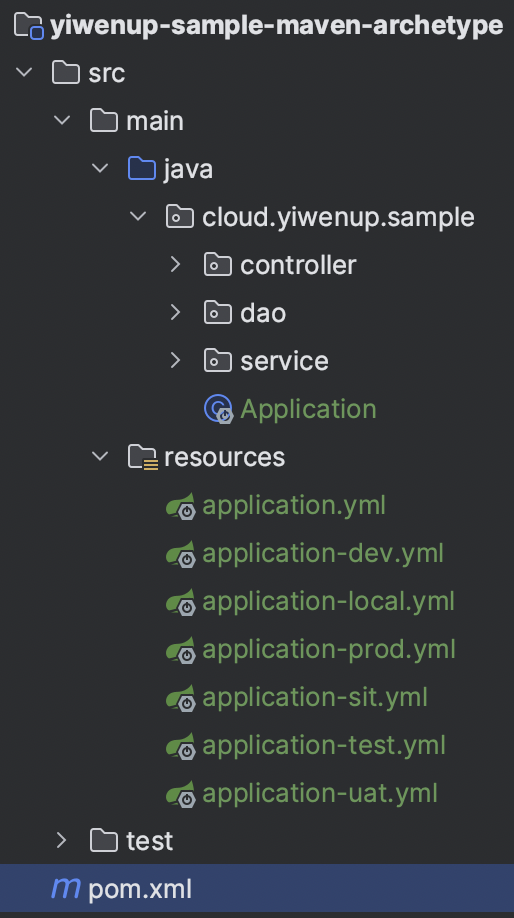 yiwenup-sample-maven-archetype
src
main
java
cloud.yiwenup.sample
controller
dao
service
Application
resources
application.yml
application-dev.yml
application-local.yml
application-prod.yml
application-sit.yml
application-test.yml
application-uat.yml
test
pom.xml